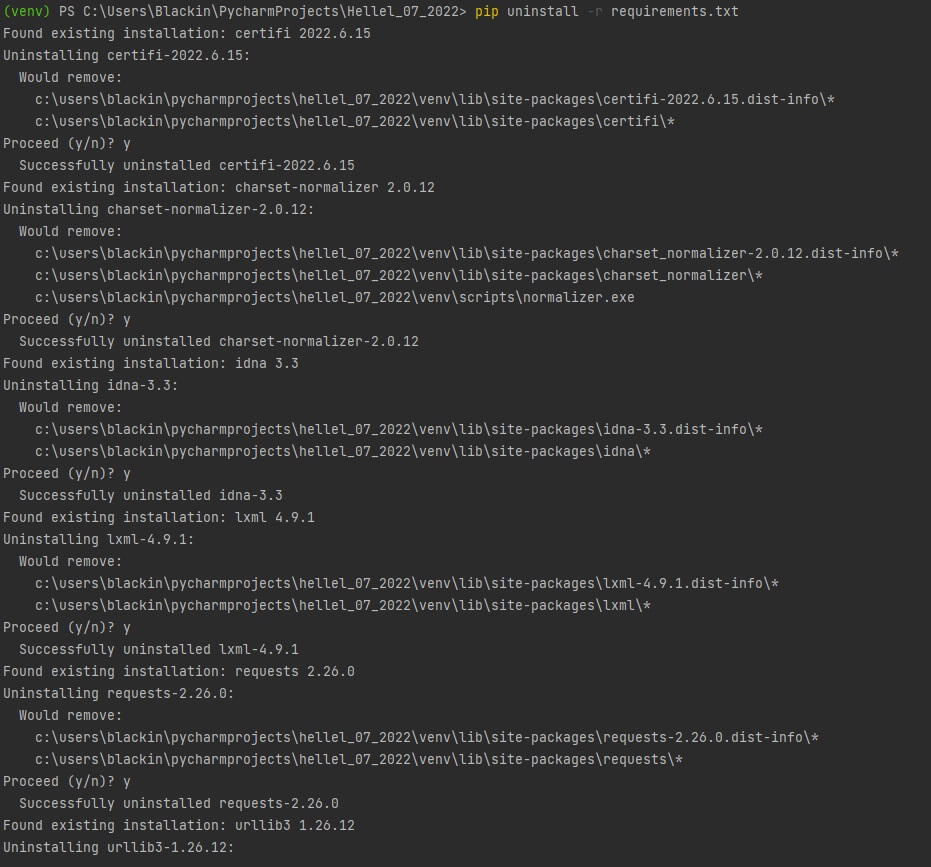 (venv) PS C:\Users\Blackin\PycharmProjects\Hellel_07_2022> pip uninstall -r requirements.txt
Found existing installation: certifi 2022.6.15
Uninstalling certifi-2022.6.15:
  Would remove:
    c:\users\blackin\pycharmprojects\hellel_07_2022\venv\lib\site-packages\certifi-2022.6.15.dist-info\*
    c:\users\blackin\pycharmprojects\hellel_07_2022\venv\lib\site-packages\certifi\*
Proceed (y/n)? y
  Successfully uninstalled certifi-2022.6.15
Found existing installation: charset-normalizer 2.0.12
Uninstalling charset-normalizer-2.0.12:
  Would remove:
    c:\users\blackin\pycharmprojects\hellel_07_2022\venv\lib\site-packages\charset_normalizer-2.0.12.dist-info\*
    c:\users\blackin\pycharmprojects\hellel_07_2022\venv\lib\site-packages\charset_normalizer\*
    c:\users\blackin\pycharmprojects\hellel_07_2022\venv\scripts\normalizer.exe
Proceed (y/n)? y
  Successfully uninstalled charset-normalizer-2.0.12
Found existing installation: idna 3.3
Uninstalling idna-3.3:
  Would remove:
    c:\users\blackin\pycharmprojects\hellel_07_2022\venv\lib\site-packages\idna-3.3.dist-info\*
    c:\users\blackin\pycharmprojects\hellel_07_2022\venv\lib\site-packages\idna\*
Proceed (y/n)? y
  Successfully uninstalled idna-3.3
Found existing installation: lxml 4.9.1
Uninstalling lxml-4.9.1:
  Would remove:
    c:\users\blackin\pycharmprojects\hellel_07_2022\venv\lib\site-packages\lxml-4.9.1.dist-info\*
    c:\users\blackin\pycharmprojects\hellel_07_2022\venv\lib\site-packages\lxml\*
Proceed (y/n)? y
  Successfully uninstalled lxml-4.9.1
Found existing installation: requests 2.26.0
Uninstalling requests-2.26.0:
  Would remove:
    c:\users\blackin\pycharmprojects\hellel_07_2022\venv\lib\site-packages\requests-2.26.0.dist-info\*
    c:\users\blackin\pycharmprojects\hellel_07_2022\venv\lib\site-packages\requests\*
Proceed (y/n)? y
  Successfully uninstalled requests-2.26.0
Found existing installation: urllib3 1.26.12
Uninstalling urllib3-1.26.12: